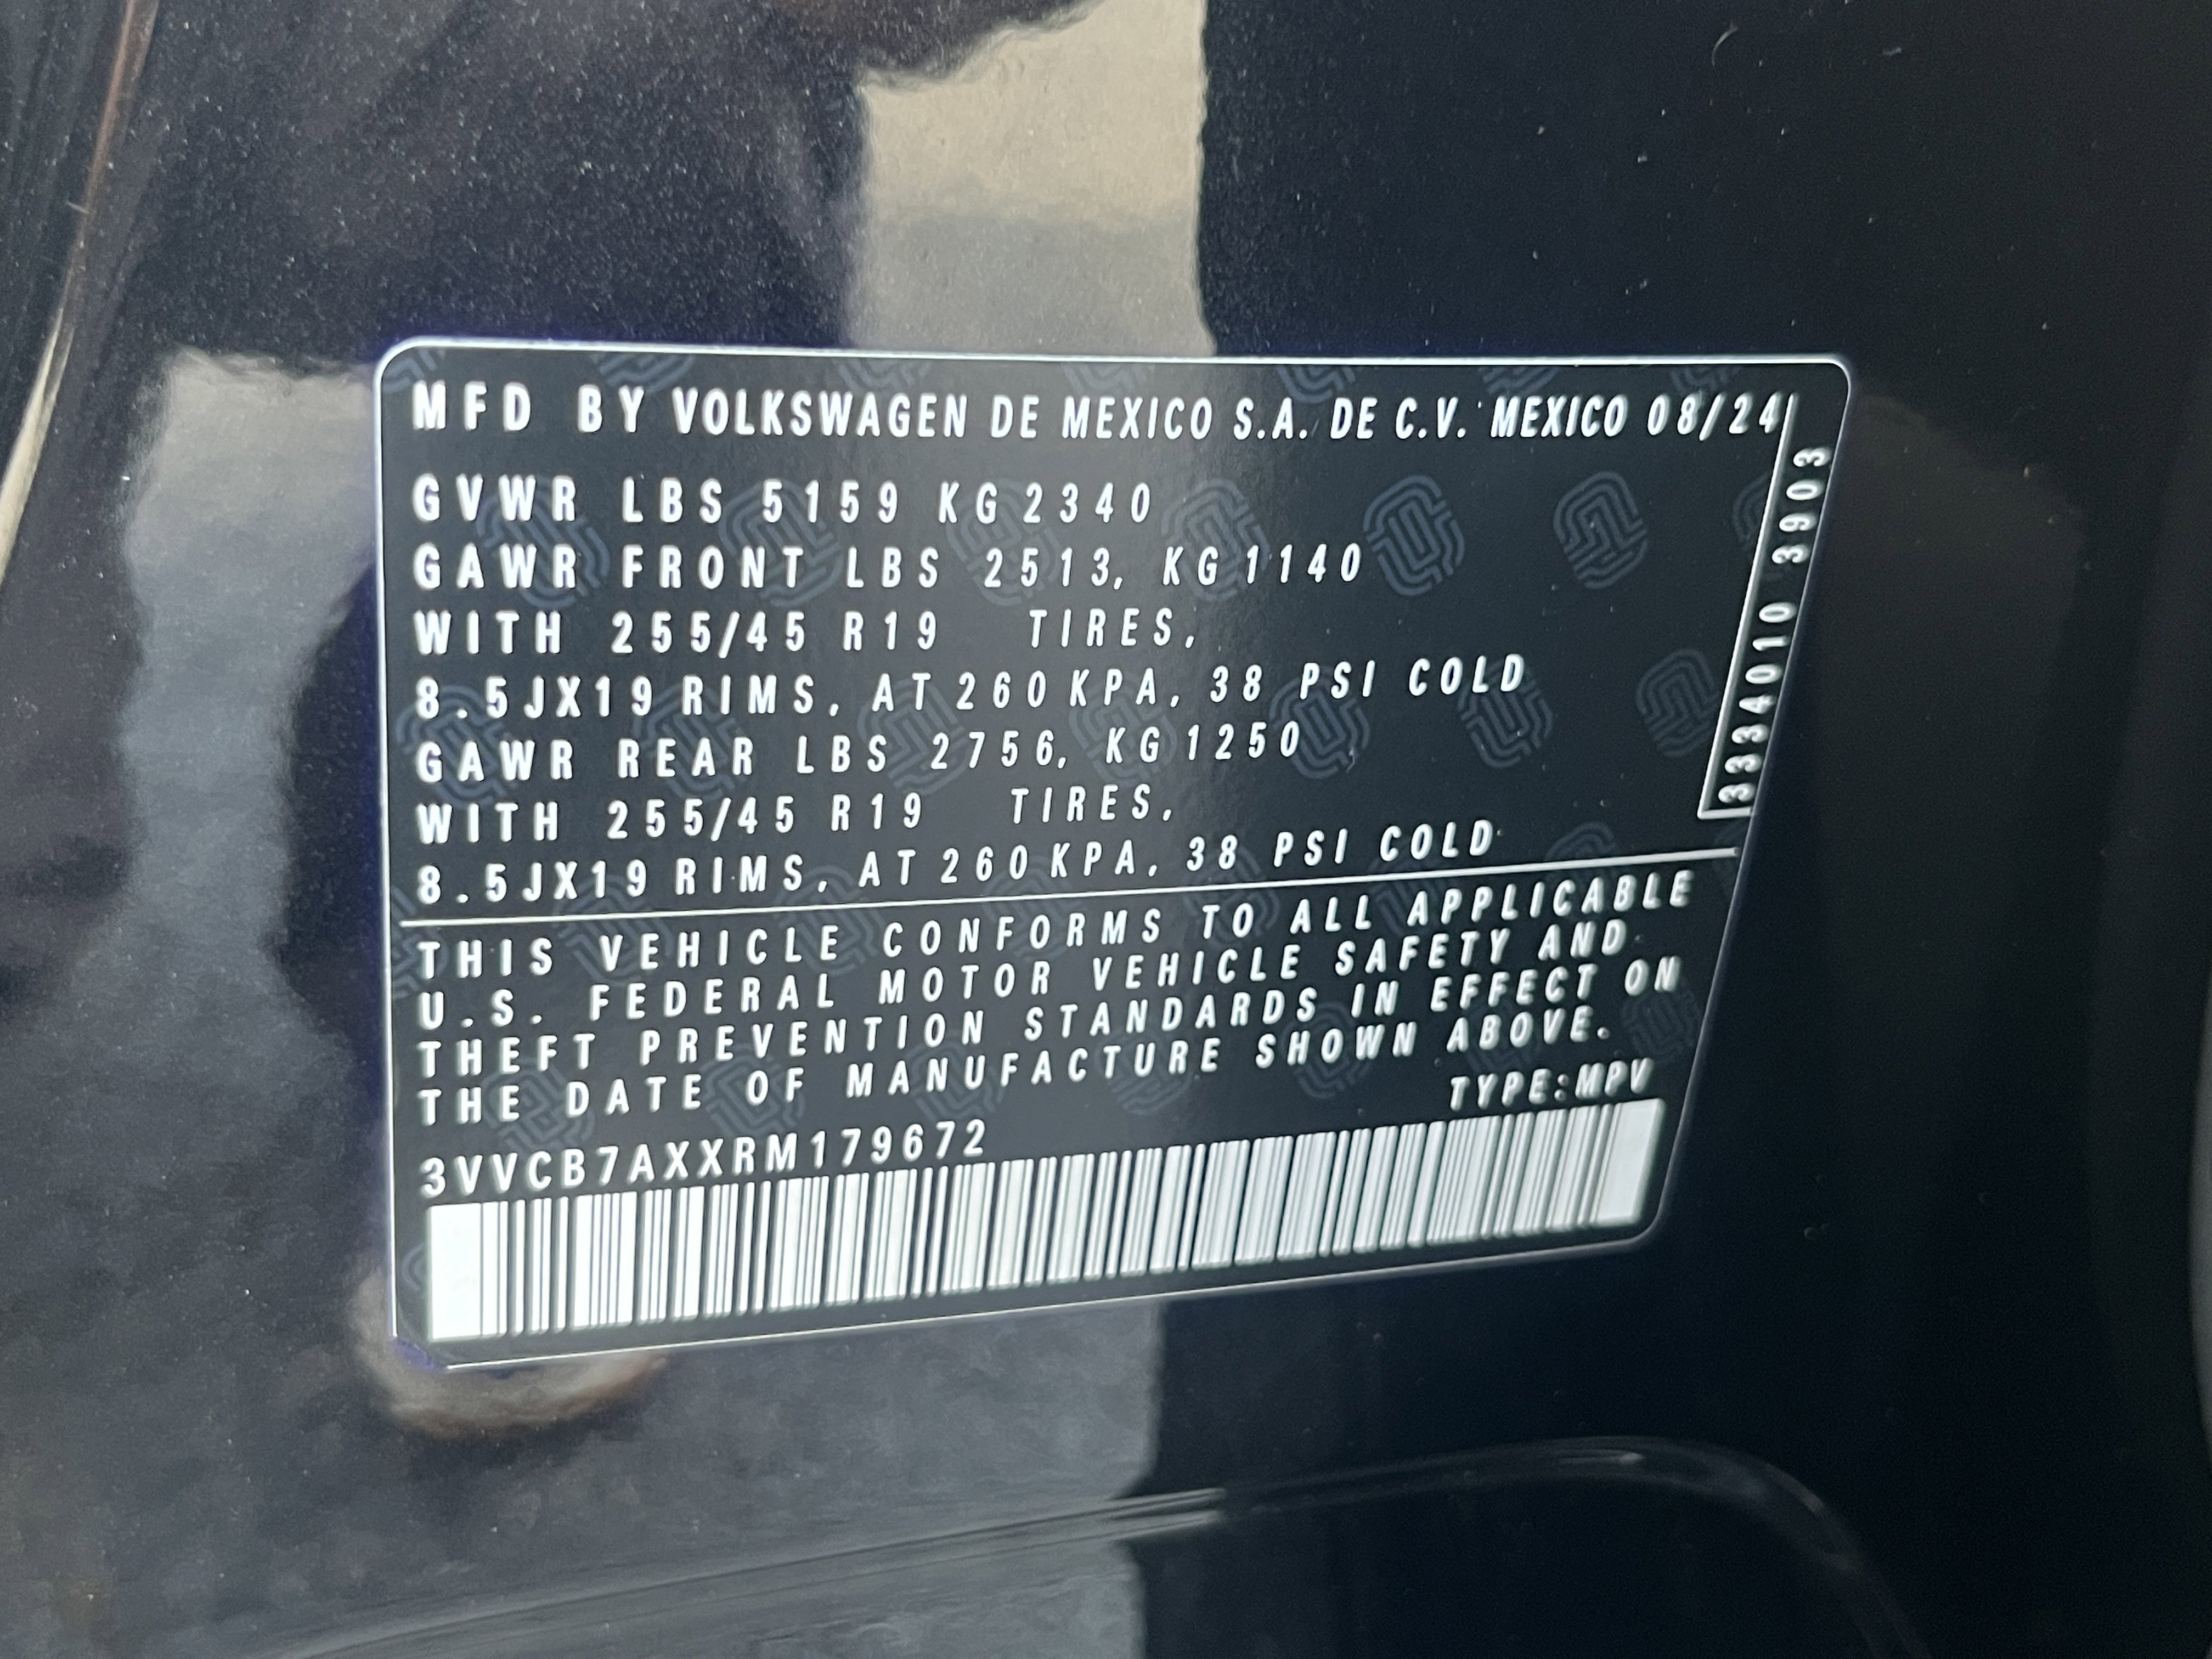 MFD BY VOLKSWAGEN DE MEXICO S.A. DE C.V. MEXICO 08/24
GVWR LBS 5159 KG 2340
GAWR FRONT LBS 2513, KG 1140
WITH 255/45 R19 TIRES,
8.5JX19 RIMS, AT 260 KPA, 38 PSI COLD
GAWR REAR LBS 2756, KG 1250
WITH 255/45 R19 TIRES,
8.5JX19 RIMS, AT 260 KPA, 38 PSI COLD
3334010 3903
THIS VEHICLE CONFORMS TO ALL APPLICABLE
U.S. FEDERAL MOTOR VEHICLE SAFETY AND
THEFT PREVENTION STANDARDS IN EFFECT ON
THE DATE OF MANUFACTURE SHOWN ABOVE.
TYPE:MPV
3VVCB7AXXRM179672